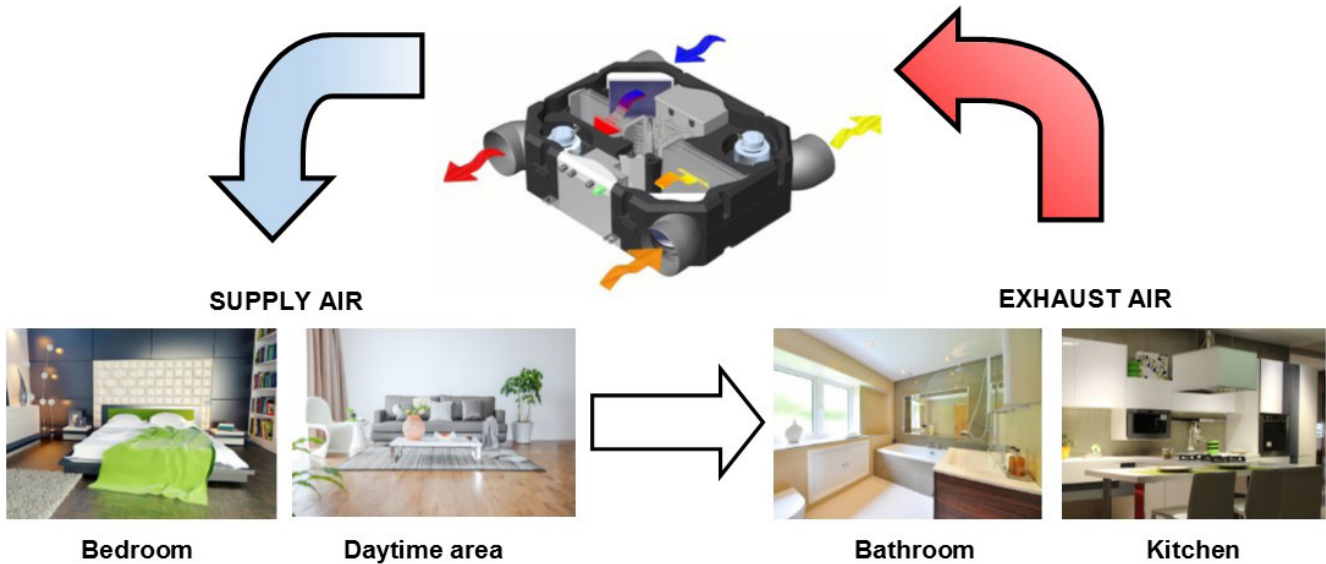 SUPPLY AIR
EXHAUST AIR
Bedroom
Daytime area
Bathroom
Kitchen